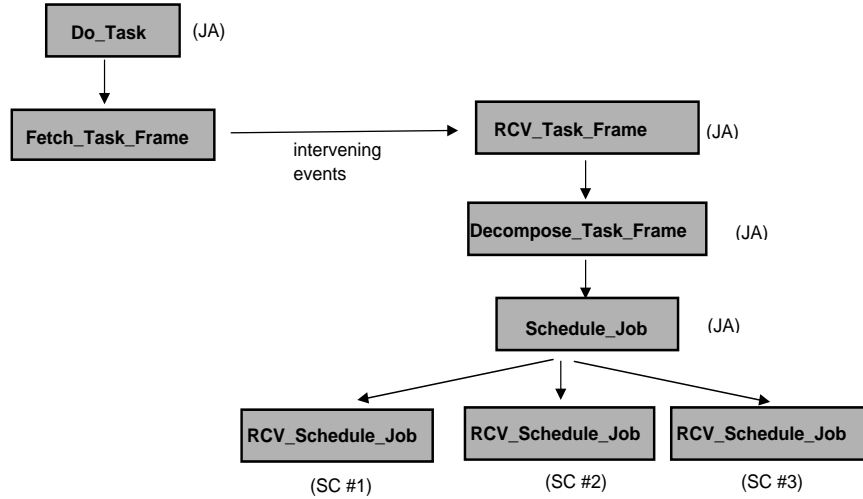 Do_Task
(JA)
Fetch_Task_Frame
intervening
events
RCV_Task_Frame
(JA)
Decompose_Task_Frame
(JA)
Schedule_Job
(JA)
RCV_Schedule_Job
RCV_Schedule_Job
RCV_Schedule_Job
(SC #1)
(SC #2)
(SC #3)